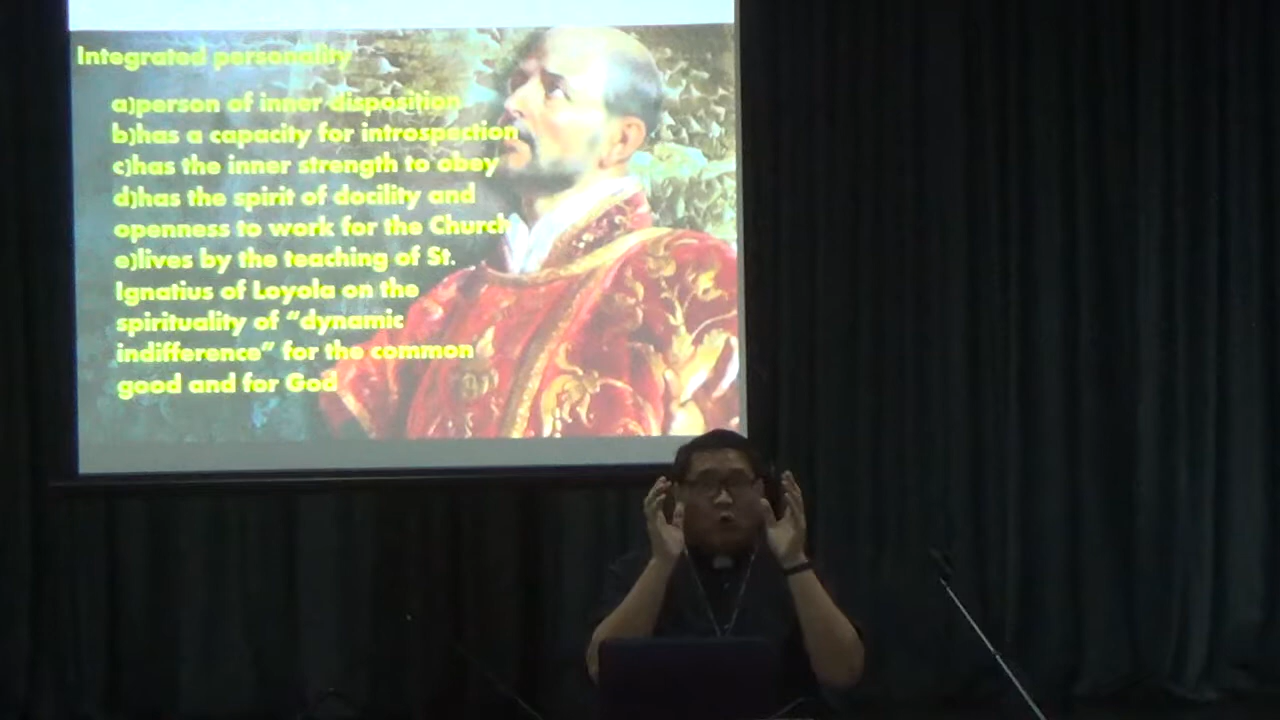 Integrated personality
a)person of inner disposition
b)has a capacity for introspection
c)has the inner strength to obey
d)has the spirit of docility and
openness to work for the Church
e)lives by the teaching of St.
Ignatius of Loyola on the
spirituality of “dynamic
indifference” for the common
good and for God